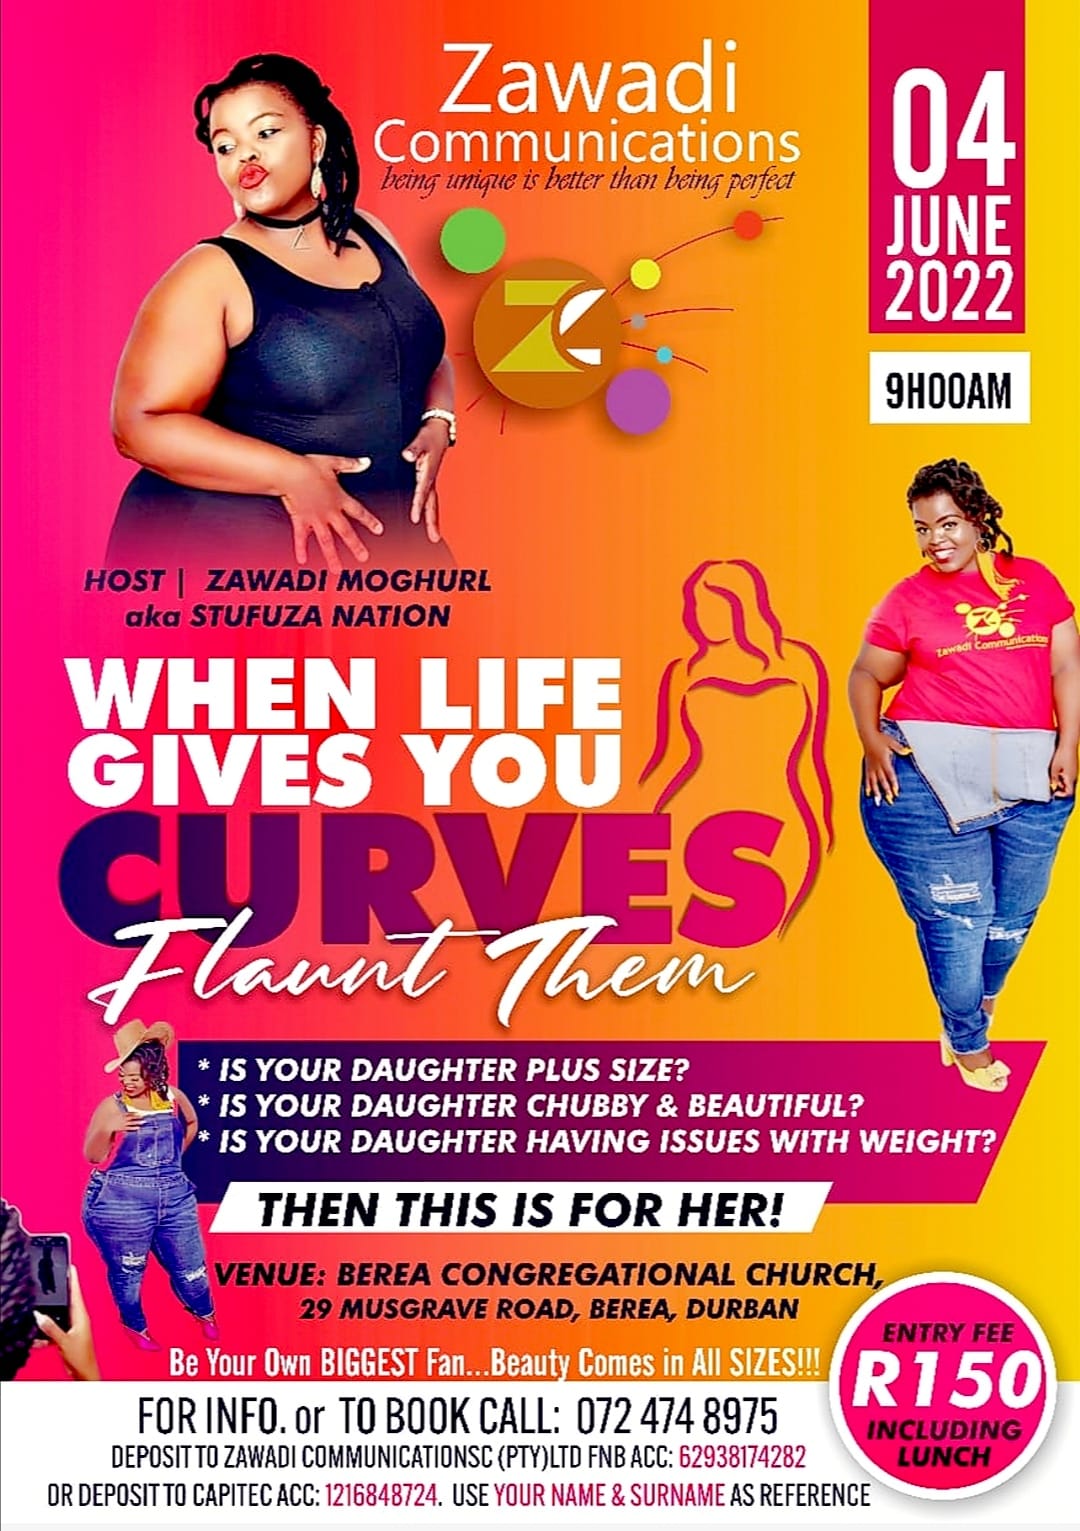 Zawadi
Communications
being unique is better than being perfect
ZC
04
JUNE
2022
9H00AM
HOST | ZAWADI MOGHURL
aka STUFUZA NATION
Zawadi Communications
WHEN LIFE
GIVES YOU
CURVES
Flaunt Them
* IS YOUR DAUGHTER PLUS SIZE?
* IS YOUR DAUGHTER CHUBBY & BEAUTIFUL?
* IS YOUR DAUGHTER HAVING ISSUES WITH WEIGHT?
THEN THIS IS FOR HER!
VENUE: BEREA CONGREGATIONAL CHURCH,
29 MUSGRAVE ROAD, BEREA, DURBAN
Be Your Own BIGGEST Fan...Beauty Comes in All SIZES!!!
ENTRY FEE
R150
INCLUDING
LUNCH
FOR INFO. or TO BOOK CALL: 072 474 8975
DEPOSIT TO ZAWADI COMMUNICATIONSC (PTY)LTD FNB ACC: 62938174282
OR DEPOSIT TO CAPITEC ACC: 1216848724. USE YOUR NAME & SURNAME AS REFERENCE